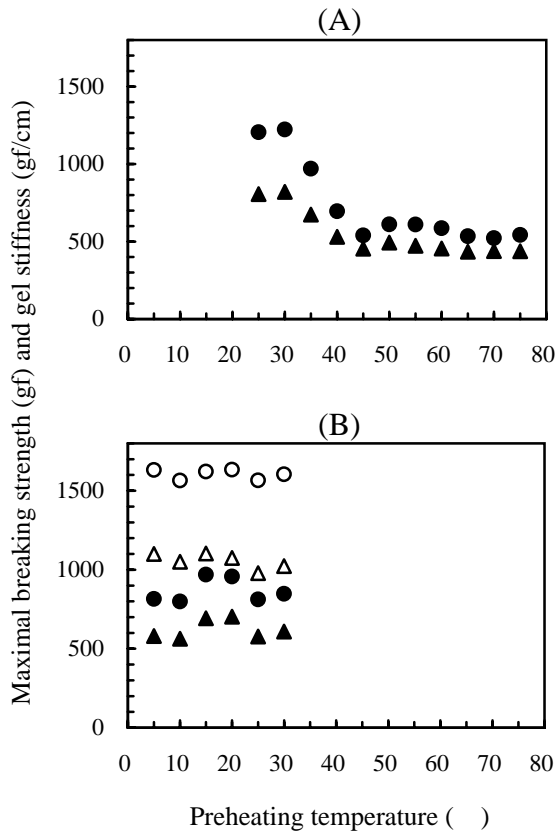 (A)
Maximal breaking strength (gf) and gel stiffness (gf/cm)
1500
1000
500
0
0 10 20 30 40 50 60 70 80
(B)
1500
1000
500
0
0 10 20 30 40 50 60 70 80
Preheating temperature ( )